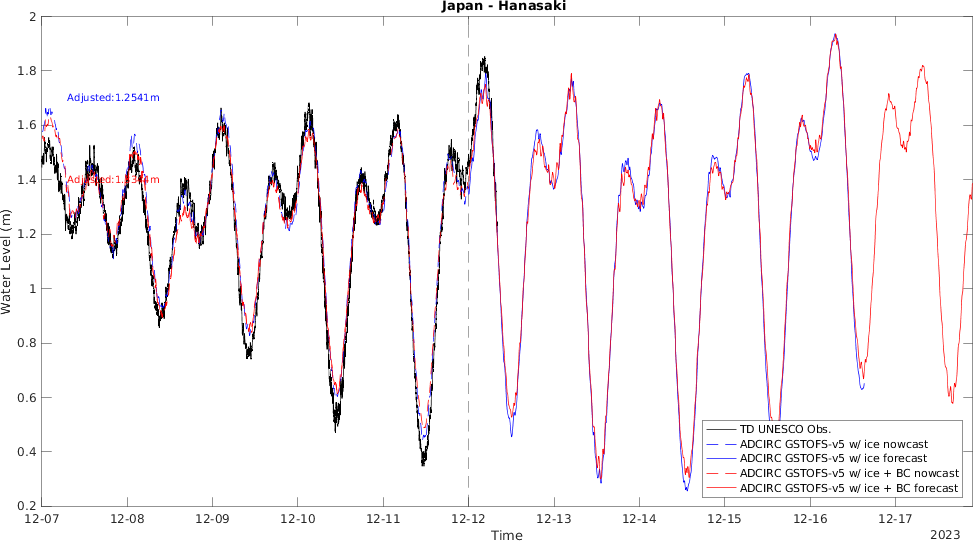 Japan - Hanasaki
2
1.8
1.6
1.4
1.2
1
0.8
0.6
0.4
0.2
Water Level (m)
Adjusted:1.2541m
12-07
12-08
12-09
12-10
12-11
12-12
12-13
12-14
12-15
12-16
12-17
Time
2023
TD UNESCO Obs.
ADCIRC GSTOFS-v5 w/ ice nowcast
ADCIRC GSTOFS-v5 w/ ice forecast
ADCIRC GSTOFS-v5 w/ ice + BC nowcast
ADCIRC GSTOFS-v5 w/ ice + BC forecast